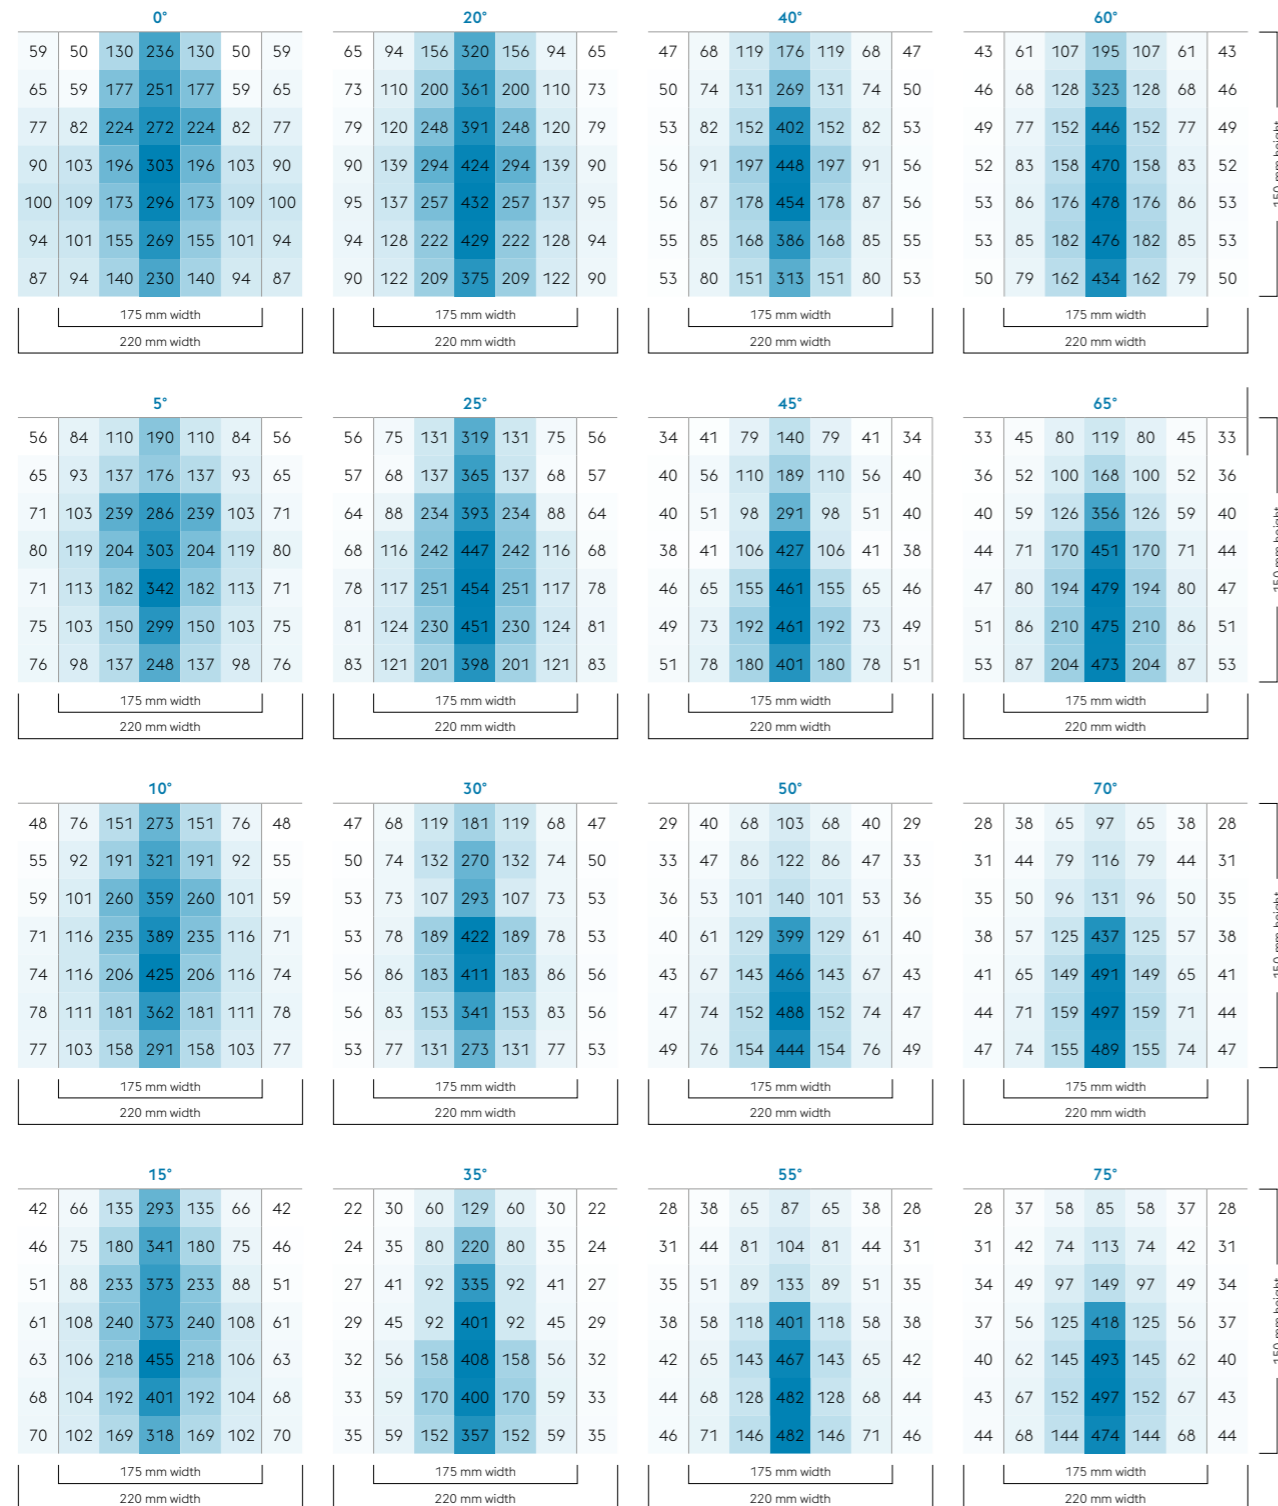 0° 20° 40° 60°
59 50 130 236 130 50 59 65 94 156 320 156 94 65 47 68 119 176 119 68 47 43 61 107 195 107 61 43
65 59 177 251 177 59 65 73 110 200 361 200 110 73 50 74 131 269 131 74 50 46 68 128 323 128 68 46
77 82 224 272 224 82 77 79 120 248 391 248 120 79 53 82 152 402 152 82 53 49 77 152 446 152 77 49
90 103 196 303 196 103 90 90 139 294 424 294 139 90 56 91 197 448 197 91 56 52 83 158 470 158 83 52
100 109 173 296 173 109 100 95 137 257 432 257 137 95 56 87 178 454 178 87 56 53 86 176 478 176 86 53
94 101 155 269 155 101 94 94 128 222 429 222 128 94 55 85 168 386 168 85 55 53 85 182 476 182 85 53
87 94 140 230 140 94 87 90 122 209 375 209 122 90 53 80 151 313 151 80 53 50 79 162 434 162 79 50
150 mm height
175 mm width 175 mm width 175 mm width 175 mm width
220 mm width 220 mm width 220 mm width 220 mm width
5° 25° 45° 65°
56 84 110 190 110 84 56 56 75 131 319 131 75 56 34 41 79 140 79 41 34 33 45 80 119 80 45 33
65 93 137 176 137 93 65 57 68 137 365 137 68 57 40 56 110 189 110 56 40 36 52 100 168 100 52 36
71 103 239 286 239 103 71 64 88 234 393 234 88 64 40 51 98 291 98 51 40 40 59 126 356 126 59 40
80 119 204 303 204 119 80 68 116 242 447 242 116 68 38 41 106 427 106 41 38 44 71 170 451 170 71 44
71 113 182 342 182 113 71 78 117 251 454 251 117 78 46 65 155 461 155 65 46 47 80 194 479 194 80 47
75 103 150 299 150 103 75 81 124 230 451 230 124 81 49 73 192 461 192 73 49 51 86 210 475 210 86 51
76 98 137 248 137 98 76 83 121 201 398 201 121 83 51 78 180 401 180 78 51 53 87 204 473 204 87 53
150 mm height
175 mm width 175 mm width 175 mm width 175 mm width
220 mm width 220 mm width 220 mm width 220 mm width
10° 30° 50° 70°
48 76 151 273 151 76 48 47 68 119 181 119 68 47 29 40 68 103 68 40 29 28 38 65 97 65 38 28
55 92 191 321 191 92 55 50 74 132 270 132 74 50 33 47 86 122 86 47 33 31 44 79 116 79 44 31
59 101 260 359 260 101 59 53 73 107 293 107 73 53 36 53 101 140 101 53 36 35 50 96 131 96 50 35
71 116 235 389 235 116 71 53 78 189 422 189 78 53 40 61 129 399 129 61 40 38 57 125 437 125 57 38
74 116 206 425 206 116 74 56 86 183 411 183 86 56 43 67 143 466 143 67 43 41 65 149 491 149 65 41
78 111 181 362 181 111 78 56 83 153 341 153 83 56 47 74 152 488 152 74 47 44 71 159 497 159 71 44
77 103 158 291 158 103 77 53 77 131 273 131 77 53 49 76 154 444 154 76 49 47 74 155 489 155 74 47
150 mm height
175 mm width 175 mm width 175 mm width 175 mm width
220 mm width 220 mm width 220 mm width 220 mm width
15° 35° 55° 75°
42 66 135 293 135 66 42 22 30 60 129 60 30 22 28 38 65 87 65 38 28 28 37 58 85 58 37 28
46 75 180 341 180 75 46 24 35 80 220 80 35 24 31 44 81 104 81 44 31 31 42 74 113 74 42 31
51 88 233 373 233 88 51 27 41 92 335 92 41 27 35 51 89 133 89 51 35 34 49 97 149 97 49 34
61 108 240 373 240 108 61 29 45 92 401 92 45 29 38 58 118 401 118 58 38 37 56 125 418 125 56 37
63 106 218 455 218 106 63 32 56 158 408 158 56 32 42 65 143 467 143 65 42 40 62 145 493 145 62 40
68 104 192 401 192 104 68 33 59 170 400 170 59 33 44 68 128 482 128 68 44 43 67 152 497 152 67 43
70 102 169 318 169 102 70 35 59 152 357 152 59 35 46 71 146 482 146 71 46 44 68 144 474 144 68 44
150 mm height
175 mm width 175 mm width 175 mm width 175 mm width
220 mm width 220 mm width 220 mm width 220 mm width